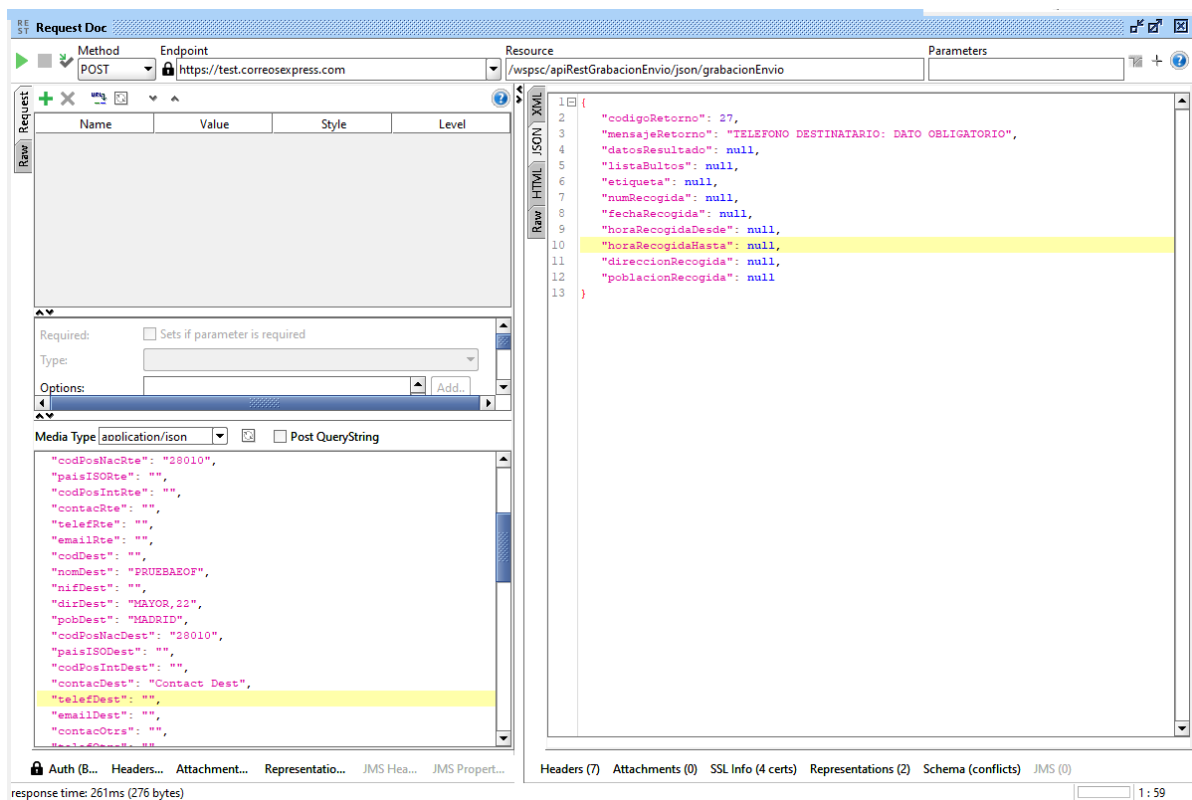 REST Request Doc
Method Endpoint Resource Parameters
POST https://test.correosexpress.com /wspsc/apiRestGrabacionEnvio/json/grabacionEnvio
Request
Raw
Name Value Style Level
Required: Sets if parameter is required
Type:
Options: Add..
Media Type application/json Post QueryString
"codPosNacRte": "28010",
"paisISORte": "",
"codPosIntRte": "",
"contacRte": "",
"telefRte": "",
"emailRte": "",
"codDest": "",
"nomDest": "PRUEBAEOF",
"nifDest": "",
"dirDest": "MAYOR,22",
"pobDest": "MADRID",
"codPosNacDest": "28010",
"paisISODest": "",
"codPosIntDest": "",
"contacDest": "Contact Dest",
"telefDest": "",
"emailDest": "",
"contacOtrs": "",
"telefOtrs": "",
Auth (B... Headers... Attachment... Representatio... JMS Hea... JMS Propert...
XML
JSON
HTML
Raw
1 {
2 "codigoRetorno": 27,
3 "mensajeRetorno": "TELEFONO DESTINATARIO: DATO OBLIGATORIO",
4 "datosResultado": null,
5 "listaBultos": null,
6 "etiqueta": null,
7 "numRecogida": null,
8 "fechaRecogida": null,
9 "horaRecogidaDesde": null,
10 "horaRecogidaHasta": null,
11 "direccionRecogida": null,
12 "poblacionRecogida": null
13 }
Headers (7) Attachments (0) SSL Info (4 certs) Representations (2) Schema (conflicts) JMS (0)
response time: 261ms (276 bytes) 1 : 59